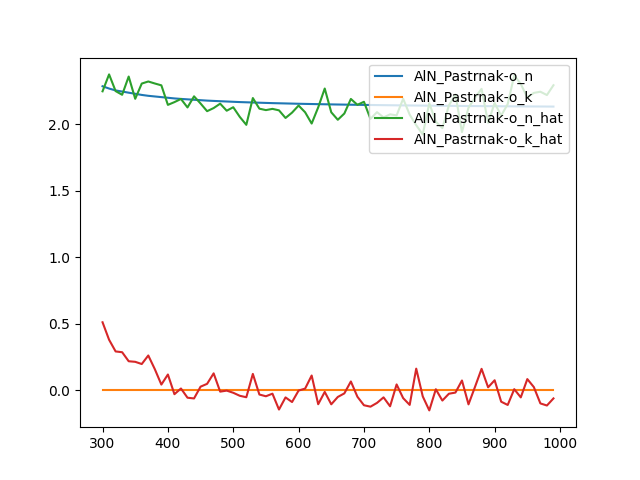 AlN_Pastrnak-o_n
AlN_Pastrnak-o_k
AlN_Pastrnak-o_n_hat
AlN_Pastrnak-o_k_hat
2.0
1.5
1.0
0.5
0.0
300 400 500 600 700 800 900 1000